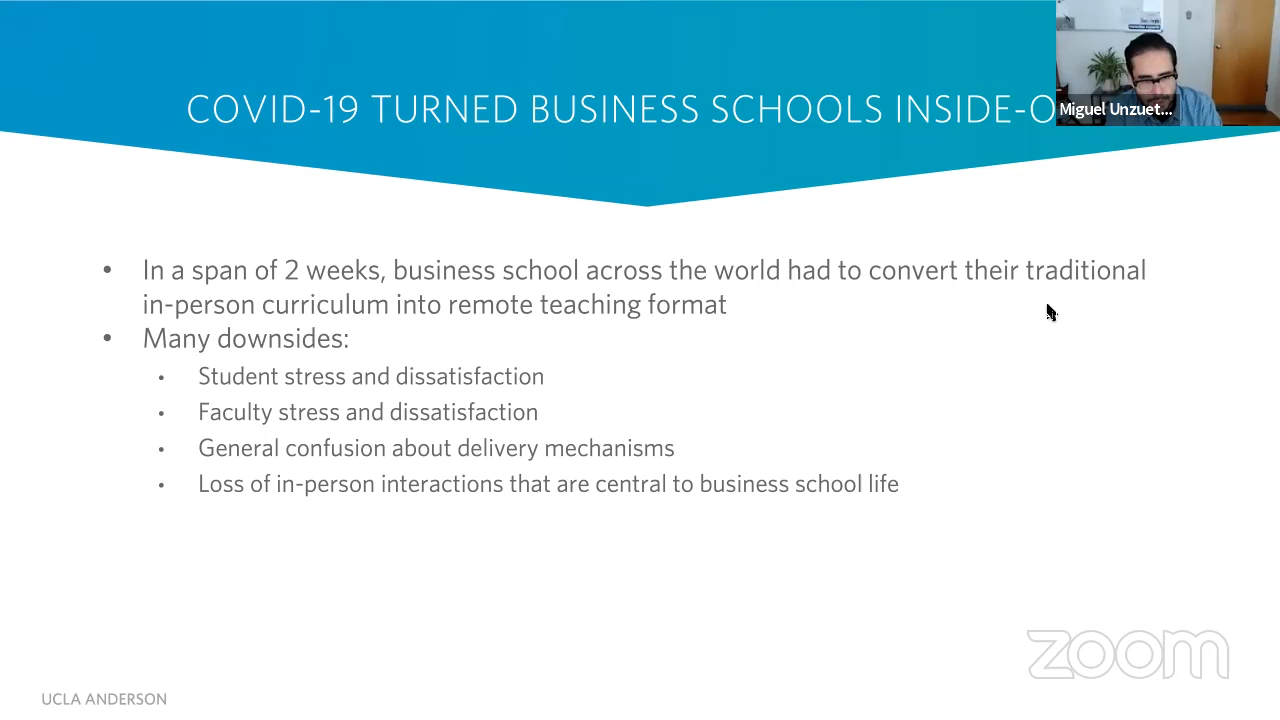 COVID-19 TURNED BUSINESS SCHOOLS INSIDE-O
Miguel Unzuet...
• In a span of 2 weeks, business school across the world had to convert their traditional
in-person curriculum into remote teaching format
• Many downsides:
• Student stress and dissatisfaction
• Faculty stress and dissatisfaction
• General confusion about delivery mechanisms
• Loss of in-person interactions that are central to business school life
zoom
UCLA ANDERSON